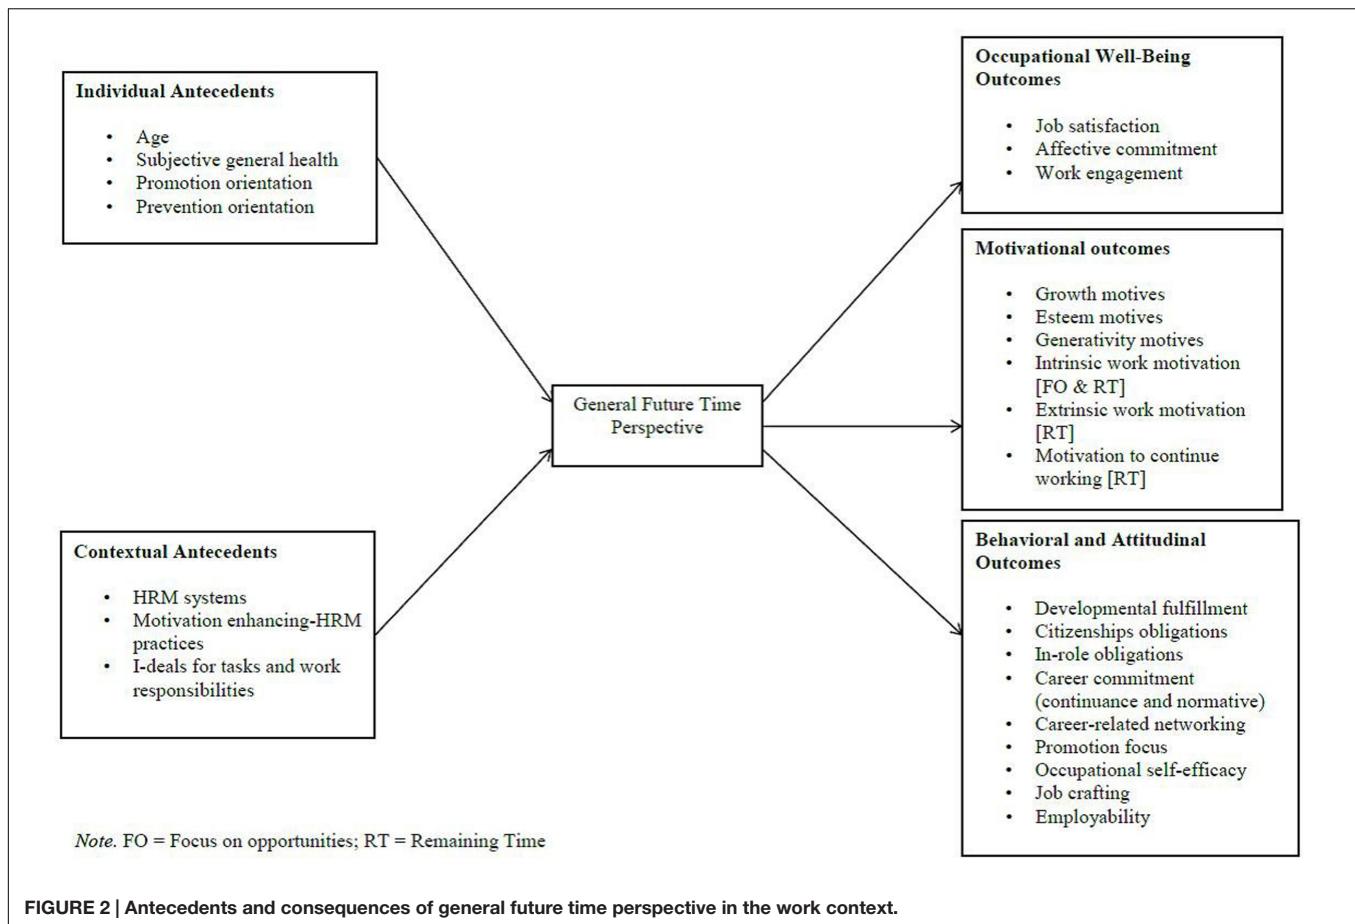 Individual Antecedents
• Age
• Subjective general health
• Promotion orientation
• Prevention orientation
Contextual Antecedents
• HRM systems
• Motivation enhancing-HRM
practices
• I-deals for tasks and work
responsibilities
General Future Time
Perspective
Occupational Well-Being
Outcomes
• Job satisfaction
• Affective commitment
• Work engagement
Motivational outcomes
• Growth motives
• Esteem motives
• Generativity motives
• Intrinsic work motivation
[FO & RT]
• Extrinsic work motivation
[RT]
• Motivation to continue
working [RT]
Behavioral and Attitudinal
Outcomes
• Developmental fulfillment
• Citizenships obligations
• In-role obligations
• Career commitment
(continuance and normative)
• Career-related networking
• Promotion focus
• Occupational self-efficacy
• Job crafting
• Employability
Note. FO = Focus on opportunities; RT = Remaining Time
FIGURE 2 | Antecedents and consequences of general future time perspective in the work context.